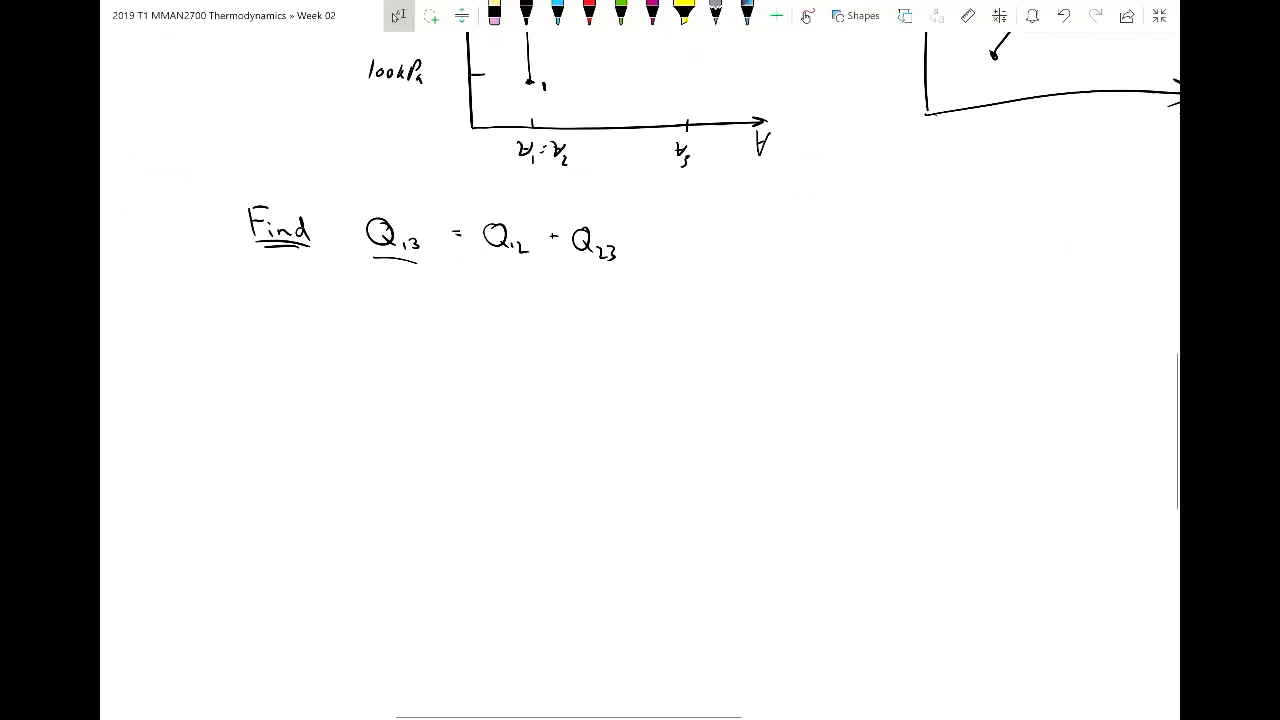 2019 T1 MMAN2700 Thermodynamics » Week 02
Shapes
100kPa
1
V1 = V2
V3
V
Find Q13 = Q12 + Q23